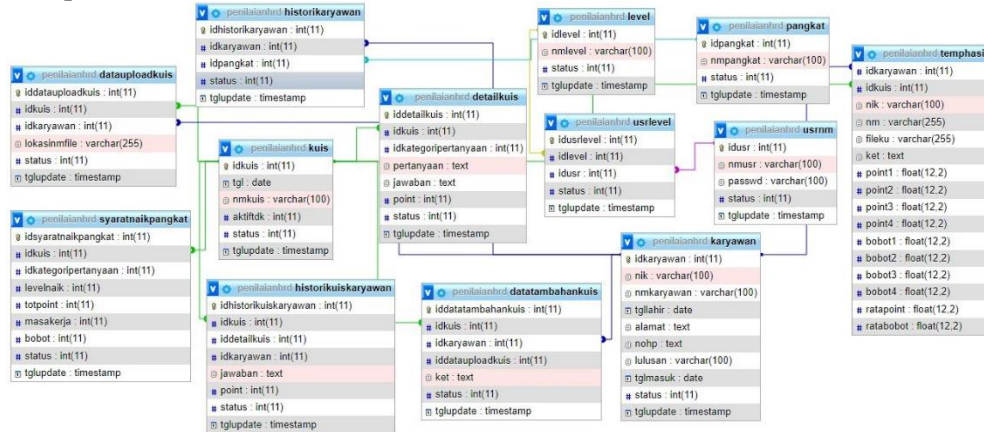 penilaianhrd historikaryawan
idhistorikaryawan : int(11)
idkaryawan : int(11)
idpangkat : int(11)
status : int(11)
tglupdate : timestamp
penilaianhrd level
idlevel : int(11)
nmlevel : varchar(100)
status : int(11)
tglupdate : timestamp
penilaianhrd pangkat
idpangkat : int(11)
nmpangkat : varchar(100)
status : int(11)
tglupdate : timestamp
penilaianhrd temphasi
idkaryawan : int(11)
idkuis : int(11)
nik : varchar(100)
nm : varchar(255)
fileku : varchar(255)
ket : text
point1 : float(12,2)
point2 : float(12,2)
point3 : float(12,2)
point4 : float(12,2)
bobot1 : float(12,2)
bobot2 : float(12,2)
bobot3 : float(12,2)
bobot4 : float(12,2)
ratapoint : float(12,2)
ratabobot : float(12,2)
penilaianhrd datauploadkuis
iddatauploadkuis : int(11)
idkuis : int(11)
idkaryawan : int(11)
lokasinmfile : varchar(255)
status : int(11)
tglupdate : timestamp
penilaianhrd detailkuis
iddetailkuis : int(11)
idkuis : int(11)
idkategoripertanyaan : int(11)
pertanyaan : text
jawaban : text
point : int(11)
status : int(11)
tglupdate : timestamp
penilaianhrd usrlevel
idusrlevel : int(11)
idlevel : int(11)
idusr : int(11)
status : int(11)
tglupdate : timestamp
penilaianhrd usrnm
idusr : int(11)
nmusr : varchar(100)
passwd : varchar(100)
status : int(11)
tglupdate : timestamp
penilaianhrd kuis
idkuis : int(11)
tgl : date
nmkuis : varchar(100)
aktiftdk : int(11)
status : int(11)
tglupdate : timestamp
penilaianhrd syaratnaikpangkat
idsyaratnaikpangkat : int(11)
idkuis : int(11)
idkategoripertanyaan : int(11)
levelnaik : int(11)
totpoint : int(11)
masakerja : int(11)
bobot : int(11)
status : int(11)
tglupdate : timestamp
penilaianhrd historikuiskaryawan
idhistorikuiskaryawan : int(11)
idkuis : int(11)
iddetailkuis : int(11)
idkaryawan : int(11)
jawaban : text
point : int(11)
status : int(11)
tglupdate : timestamp
penilaianhrd datatambahankuis
iddatatambahankuis : int(11)
idkuis : int(11)
idkaryawan : int(11)
iddatauploadkuis : int(11)
ket : text
status : int(11)
tglupdate : timestamp
penilaianhrd karyawan
idkaryawan : int(11)
nik : varchar(100)
nmkaryawan : varchar(100)
tgllahir : date
alamat : text
nohp : text
lulusan : varchar(100)
tglmasuk : date
status : int(11)
tglupdate : timestamp